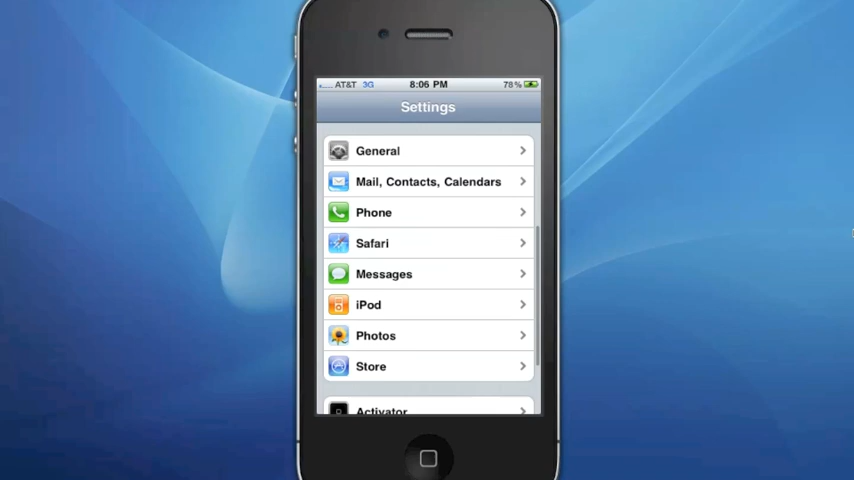 AT&T 3G 8:06 PM 78%
Settings
General
Mail, Contacts, Calendars
Phone
Safari
Messages
iPod
Photos
Store
Activator